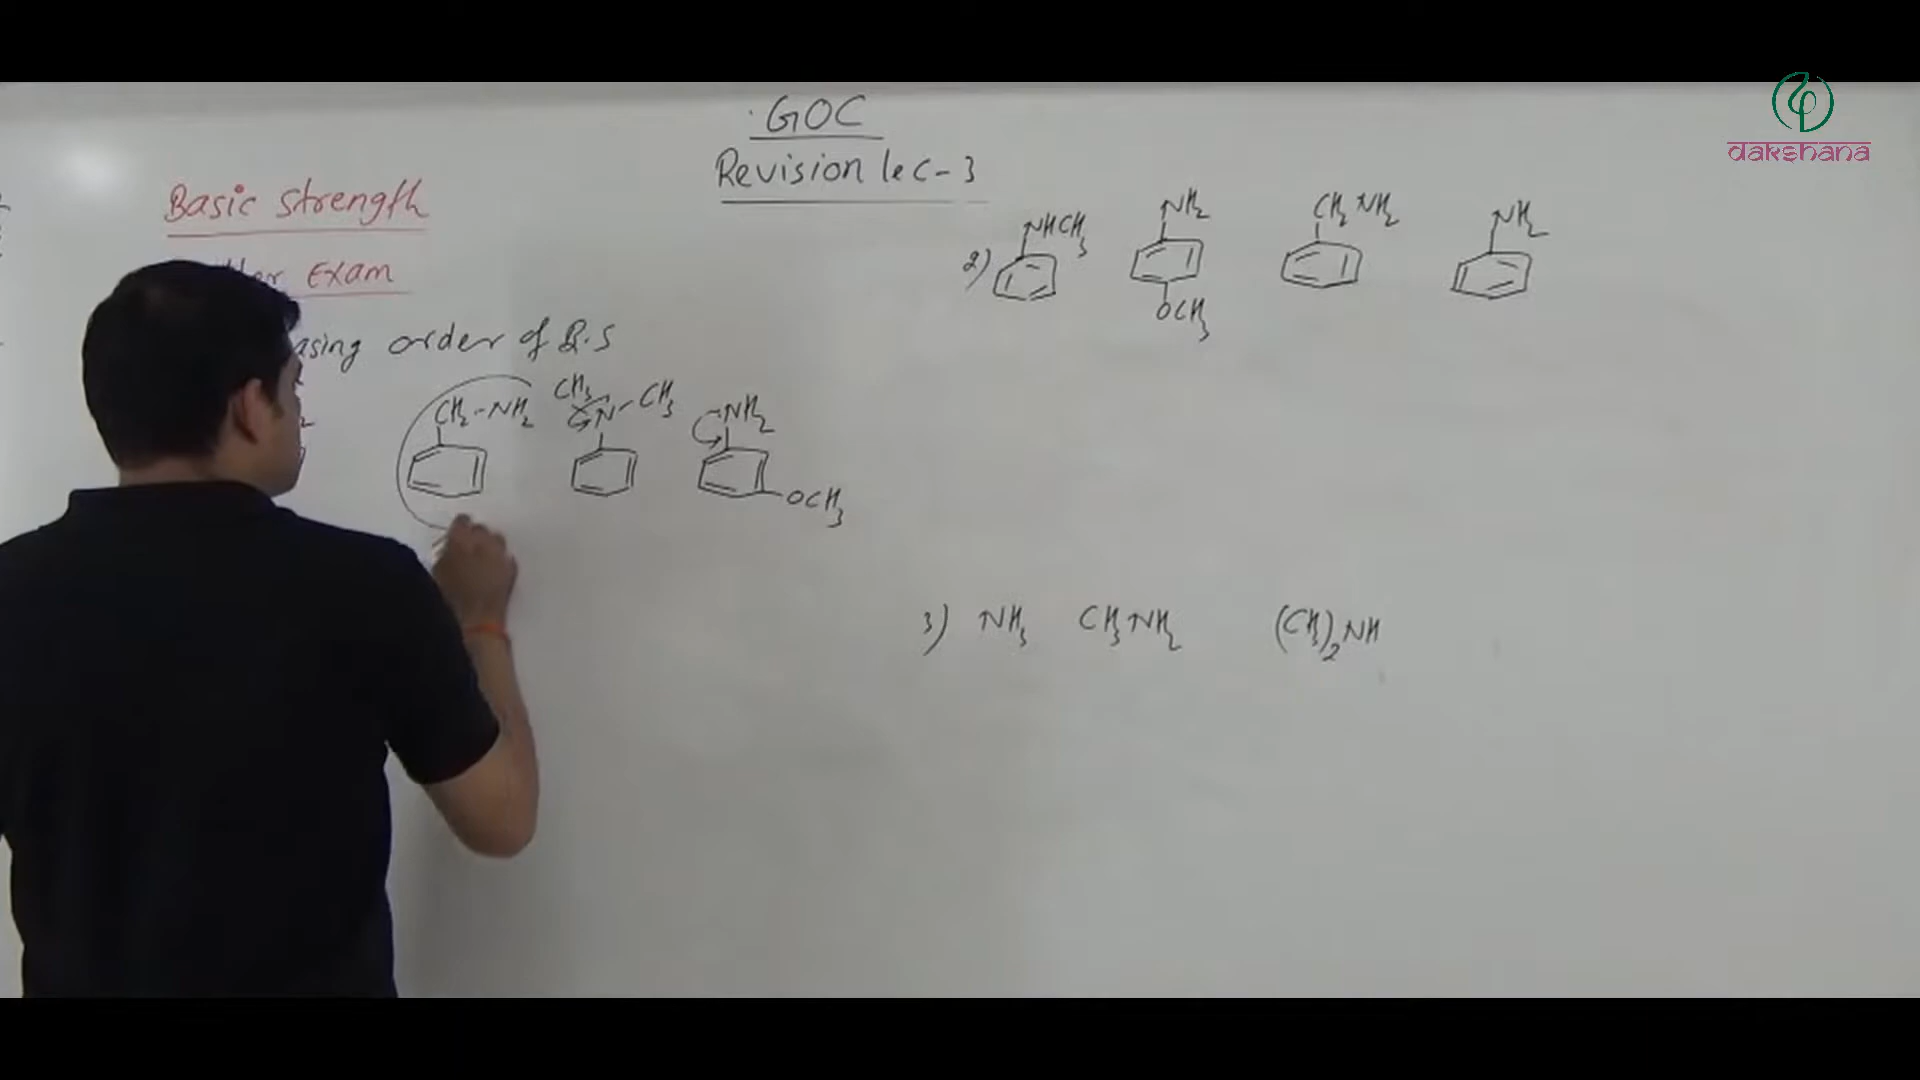 GOC
Revision lec-3
dakshana
Basic strength
Exam
order of B.S
CH2-NH2
CH3
N-CH3
NH2
OCH3
2)
NHCH3
NH2
OCH3
CH2NH2
NH2
3) NH3 CH3NH2 (CH3)2NH